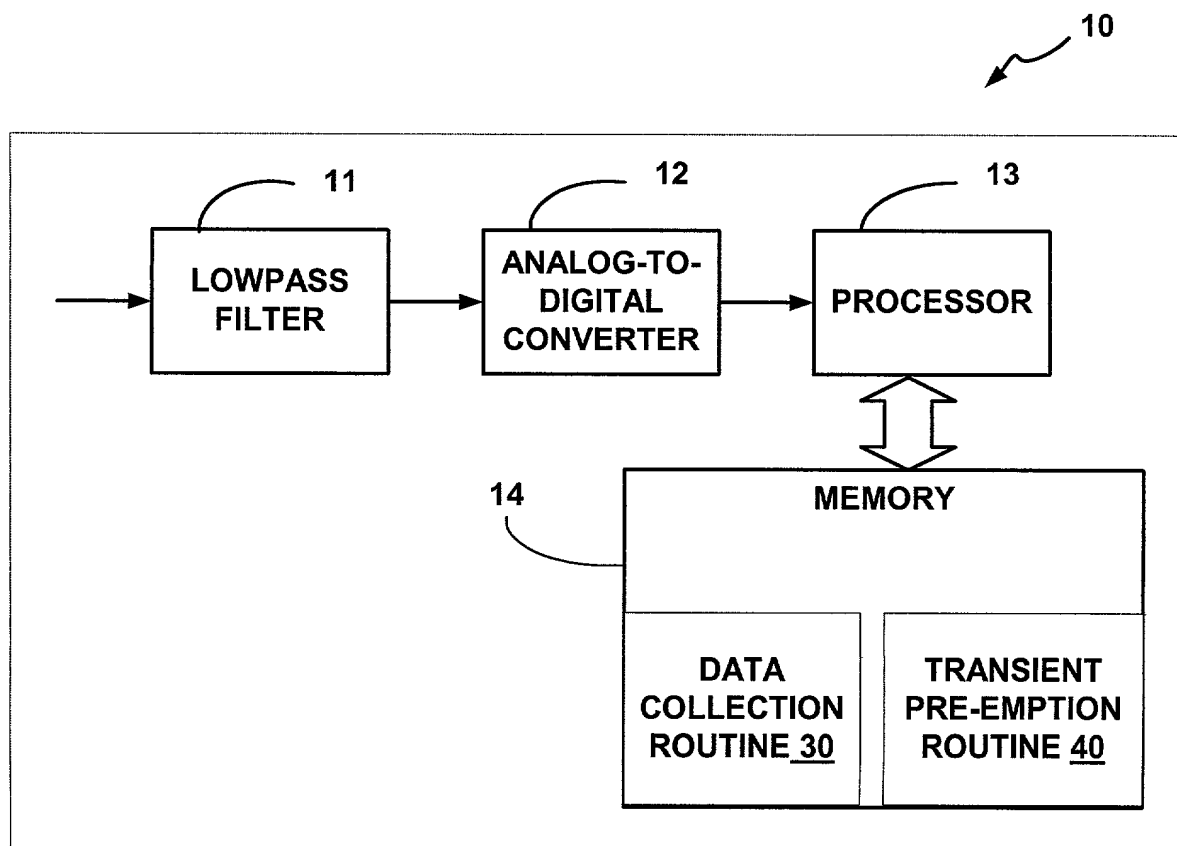 10
11
12
13
LOWPASS
FILTER
ANALOG-TO-
DIGITAL
CONVERTER
PROCESSOR
14
MEMORY
DATA
COLLECTION
ROUTINE 30
TRANSIENT
PRE-EMPTION
ROUTINE 40